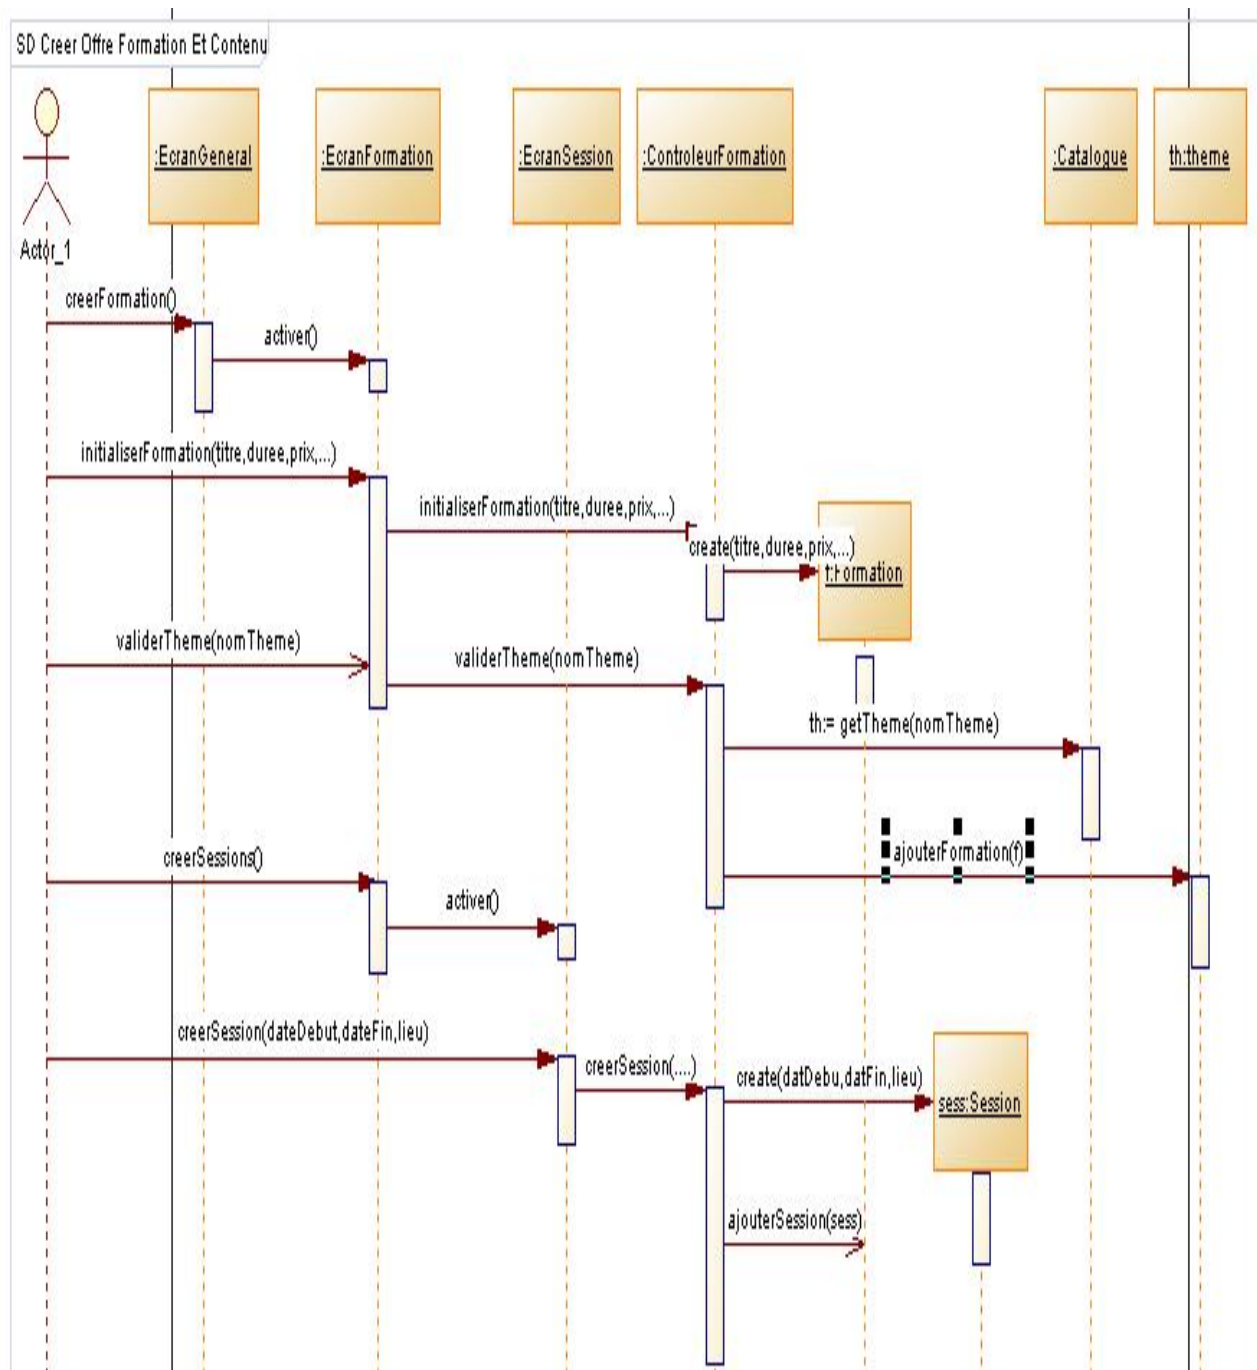 SD Creer Offre Formation Et Contenu
:EcranGeneral
:EcranFormation
:EcranSession
:ControleurFormation
:Catalogue
th:theme
Actor_1
creerFormation()
activer()
initialiserFormation(titre,duree,prix,...)
initialiserFormation(titre,duree,prix,...)
create(titre,duree,prix,...)
f:Formation
validerTheme(nomTheme)
validerTheme(nomTheme)
th:= getTheme(nomTheme)
creerSessions()
ajouterFormation(f)
activer()
creerSession(dateDebut,dateFin,lieu)
creerSession(....)
create(datDebu,datFin,lieu)
sess:Session
ajouterSession(sess)